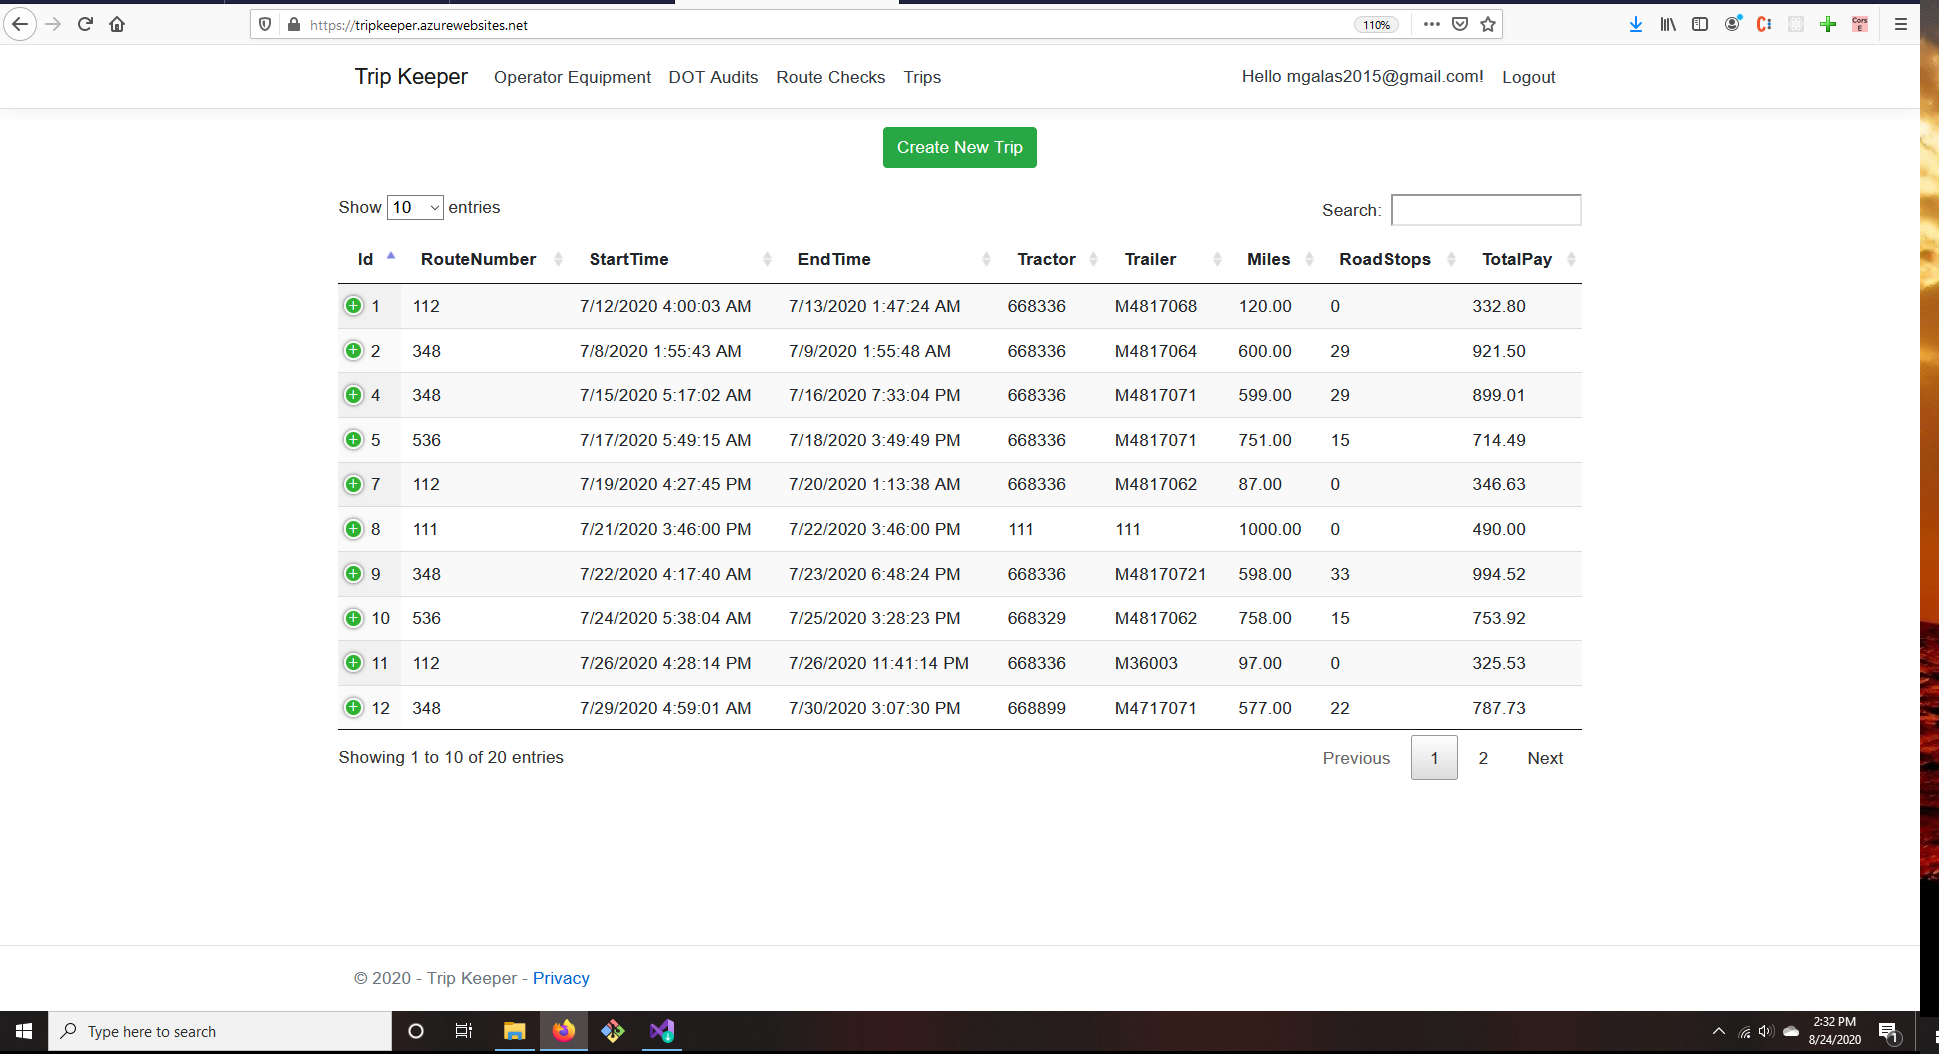 https://tripkeeper.azurewebsites.net 110% Cors E
Trip Keeper Operator Equipment DOT Audits Route Checks Trips Hello mgalas2015@gmail.com! Logout
Create New Trip
Show 10 entries Search:
Id RouteNumber StartTime EndTime Tractor Trailer Miles RoadStops TotalPay
1 112 7/12/2020 4:00:03 AM 7/13/2020 1:47:24 AM 668336 M4817068 120.00 0 332.80
2 348 7/8/2020 1:55:43 AM 7/9/2020 1:55:48 AM 668336 M4817064 600.00 29 921.50
4 348 7/15/2020 5:17:02 AM 7/16/2020 7:33:04 PM 668336 M4817071 599.00 29 899.01
5 536 7/17/2020 5:49:15 AM 7/18/2020 3:49:49 PM 668336 M4817071 751.00 15 714.49
7 112 7/19/2020 4:27:45 PM 7/20/2020 1:13:38 AM 668336 M4817062 87.00 0 346.63
8 111 7/21/2020 3:46:00 PM 7/22/2020 3:46:00 PM 111 111 1000.00 0 490.00
9 348 7/22/2020 4:17:40 AM 7/23/2020 6:48:24 PM 668336 M48170721 598.00 33 994.52
10 536 7/24/2020 5:38:04 AM 7/25/2020 3:28:23 PM 668329 M4817062 758.00 15 753.92
11 112 7/26/2020 4:28:14 PM 7/26/2020 11:41:14 PM 668336 M36003 97.00 0 325.53
12 348 7/29/2020 4:59:01 AM 7/30/2020 3:07:30 PM 668899 M4717071 577.00 22 787.73
Showing 1 to 10 of 20 entries Previous 1 2 Next
© 2020 - Trip Keeper - Privacy
Type here to search 2:32 PM
8/24/2020 1